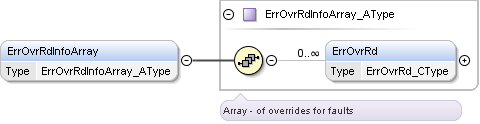 ErrOvrRdInfoArray_AType
ErrOvrRdInfoArray
Type ErrOvrRdInfoArray_AType
0..∞
ErrOvrRd
Type ErrOvrRd_CType
Array - of overrides for faults